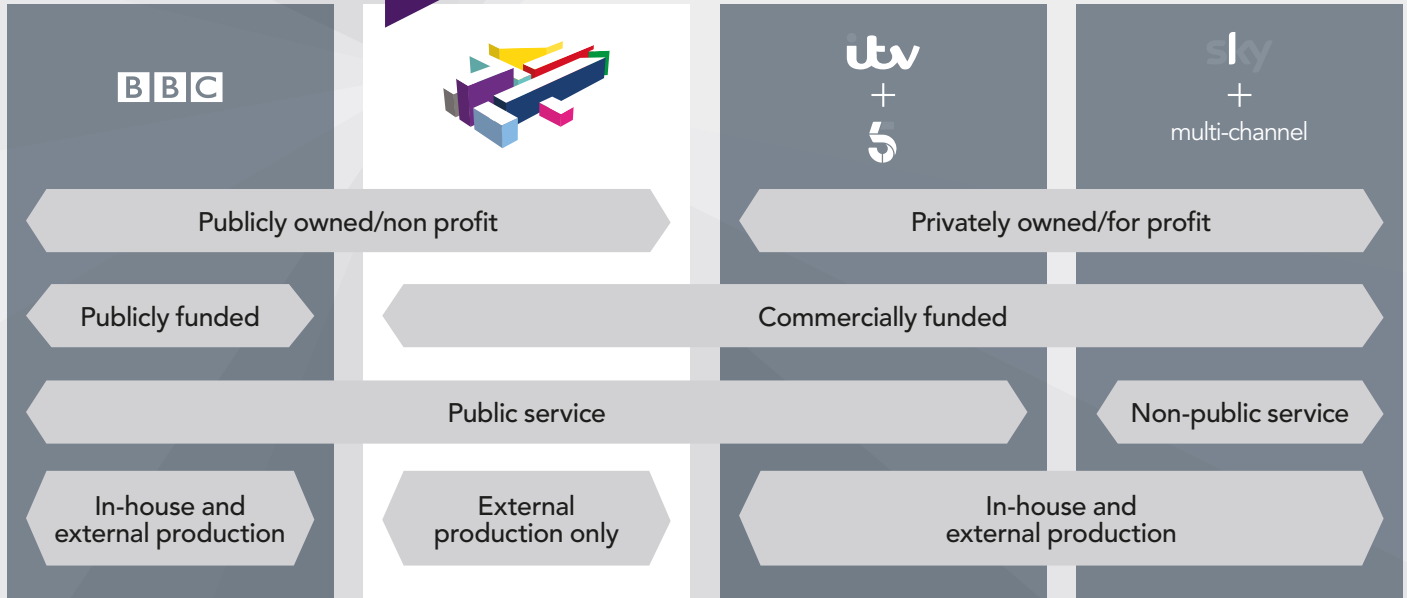 BBC
itv
+
5
sky
+
multi-channel
Publicly owned/non profit
Privately owned/for profit
Publicly funded
Commercially funded
Public service
Non-public service
In-house and
external production
External
production only
In-house and
external production